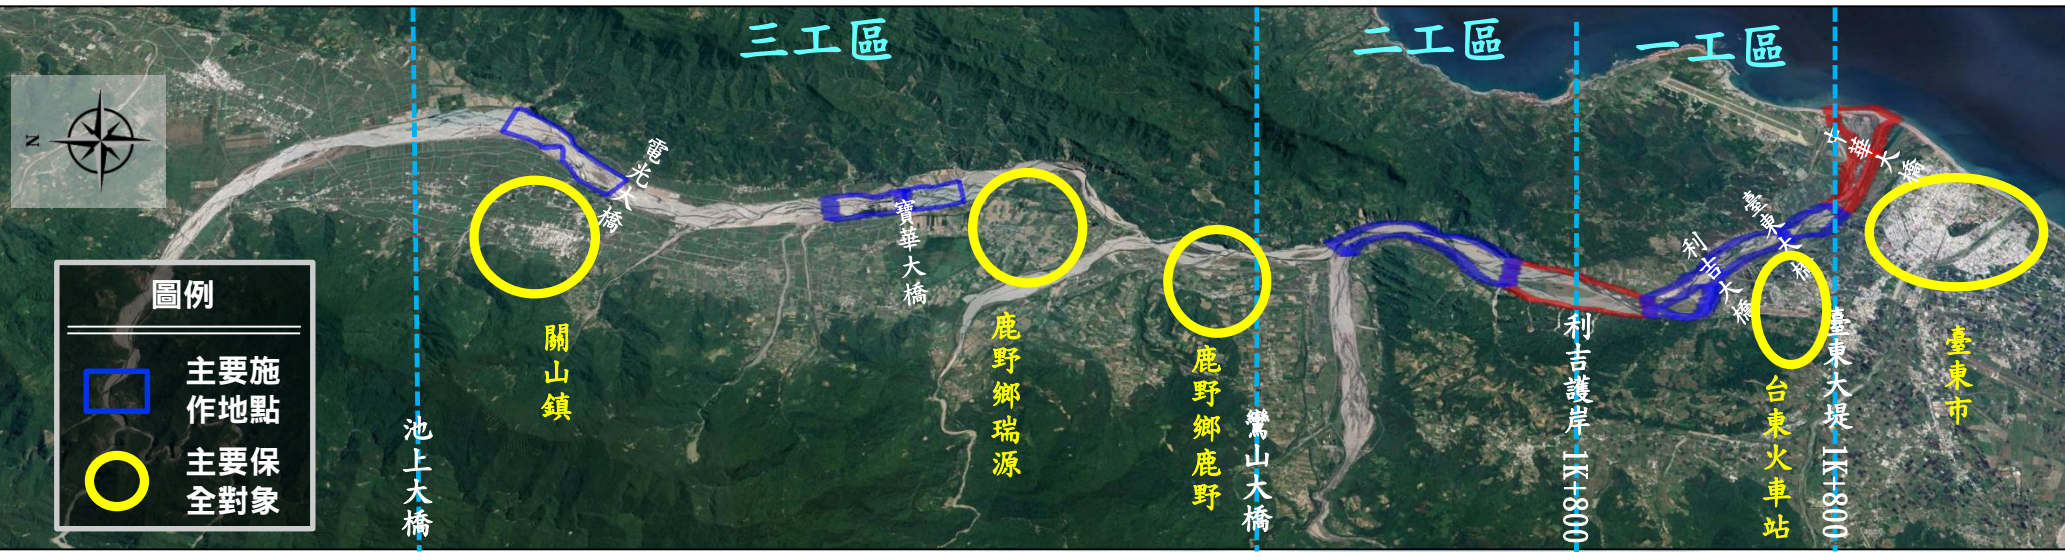 三工區
二工區
一工區
N
電光大橋
寶華大橋
中華大橋
臺東大橋
利吉大橋
圖例
主要施
作地點
主要保
全對象
池上大橋
關山鎮
鹿野鄉瑞源
鹿野鄉鹿野
鸞山大橋
利吉護岸 1K+800
台東火車站
臺東大堤 1K+800
臺東市